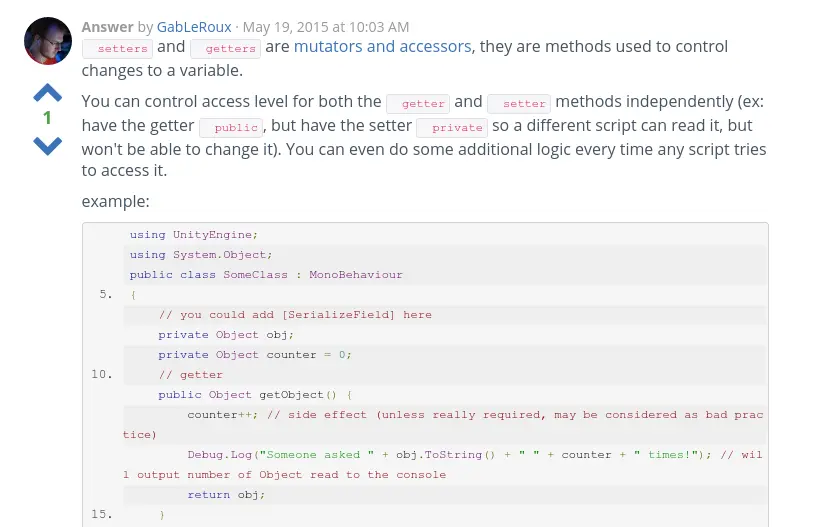 Answer by GabLeRoux · May 19, 2015 at 10:03 AM
setters and getters are mutators and accessors, they are methods used to control
changes to a variable.
1
You can control access level for both the getter and setter methods independently (ex:
have the getter public, but have the setter private so a different script can read it, but
won't be able to change it). You can even do some additional logic every time any script tries
to access it.
example:
using UnityEngine;
using System.Object;
public class SomeClass : MonoBehaviour
5. {
// you could add [SerializeField] here
private Object obj;
private Object counter = 0;
10. // getter
public Object getObject() {
counter++; // side effect (unless really required, may be considered as bad prac
tice)
Debug.Log("Someone asked " + obj.ToString() + " " + counter + " times!"); // wil
l output number of Object read to the console
return obj;
15. }